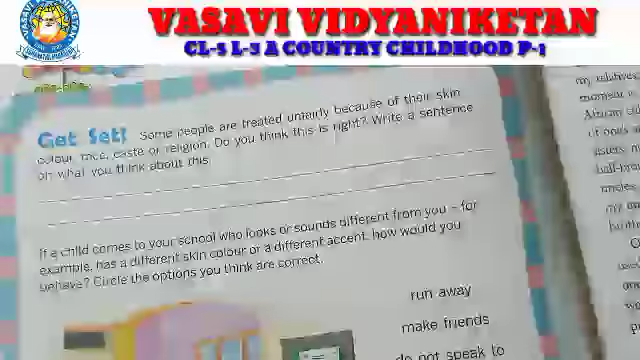 VASAVI VIDYANIKETAN
CL-5 L-3 A COUNTRY CHILDHOOD P-1
Get Set! Some people are treated unfairly because of their skin
colour, race, caste or religion. Do you think this is right? Write a sentence
on what you think about this.
If a child comes to your school who looks or sounds different from you – for
example, has a different skin colour or a different accent, how would you
behave? Circle the options you think are correct.
run away
make friends
do not speak to
my relatives